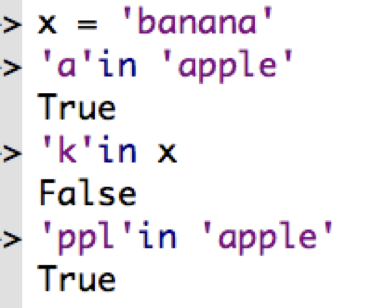 > x = 'banana'
> 'a'in 'apple'
True
> 'k'in x
False
> 'ppl'in 'apple'
True